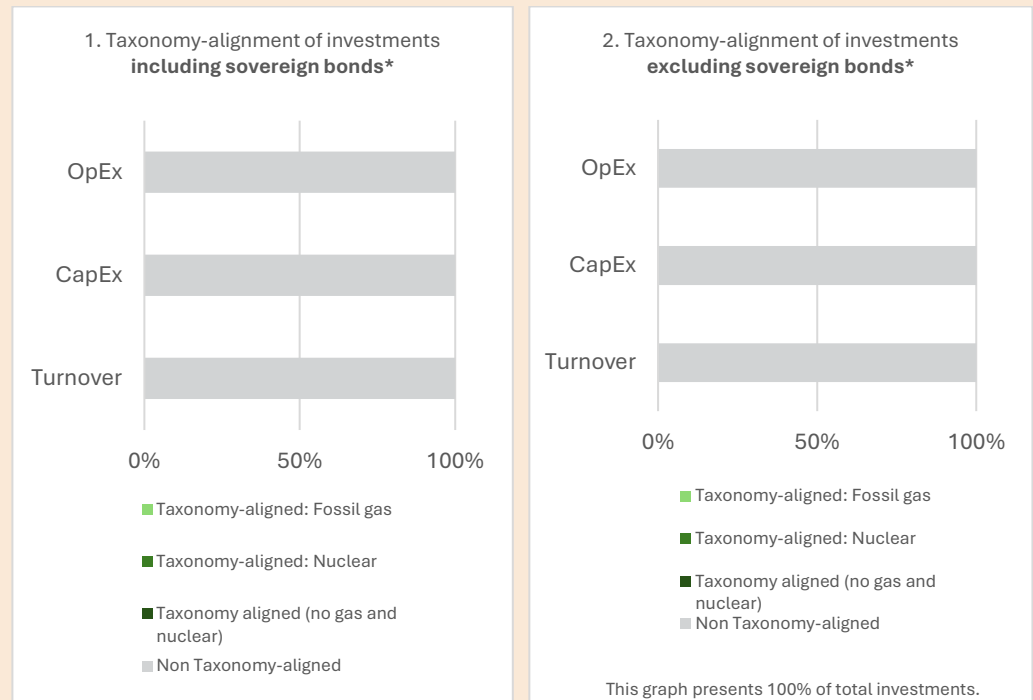 1. Taxonomy-alignment of investments
including sovereign bonds*
OpEx
CapEx
Turnover
0% 50% 100%
Taxonomy-aligned: Fossil gas
Taxonomy-aligned: Nuclear
Taxonomy aligned (no gas and
nuclear)
Non Taxonomy-aligned
2. Taxonomy-alignment of investments
excluding sovereign bonds*
OpEx
CapEx
Turnover
0% 50% 100%
Taxonomy-aligned: Fossil gas
Taxonomy-aligned: Nuclear
Taxonomy aligned (no gas and
nuclear)
Non Taxonomy-aligned
This graph presents 100% of total investments.